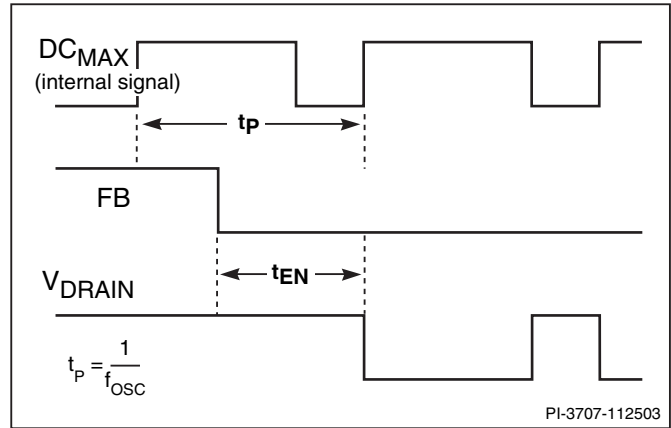 DCMAX
(internal signal)
tP
FB
tEN
VDRAIN
tP = 1/fOSC
PI-3707-112503